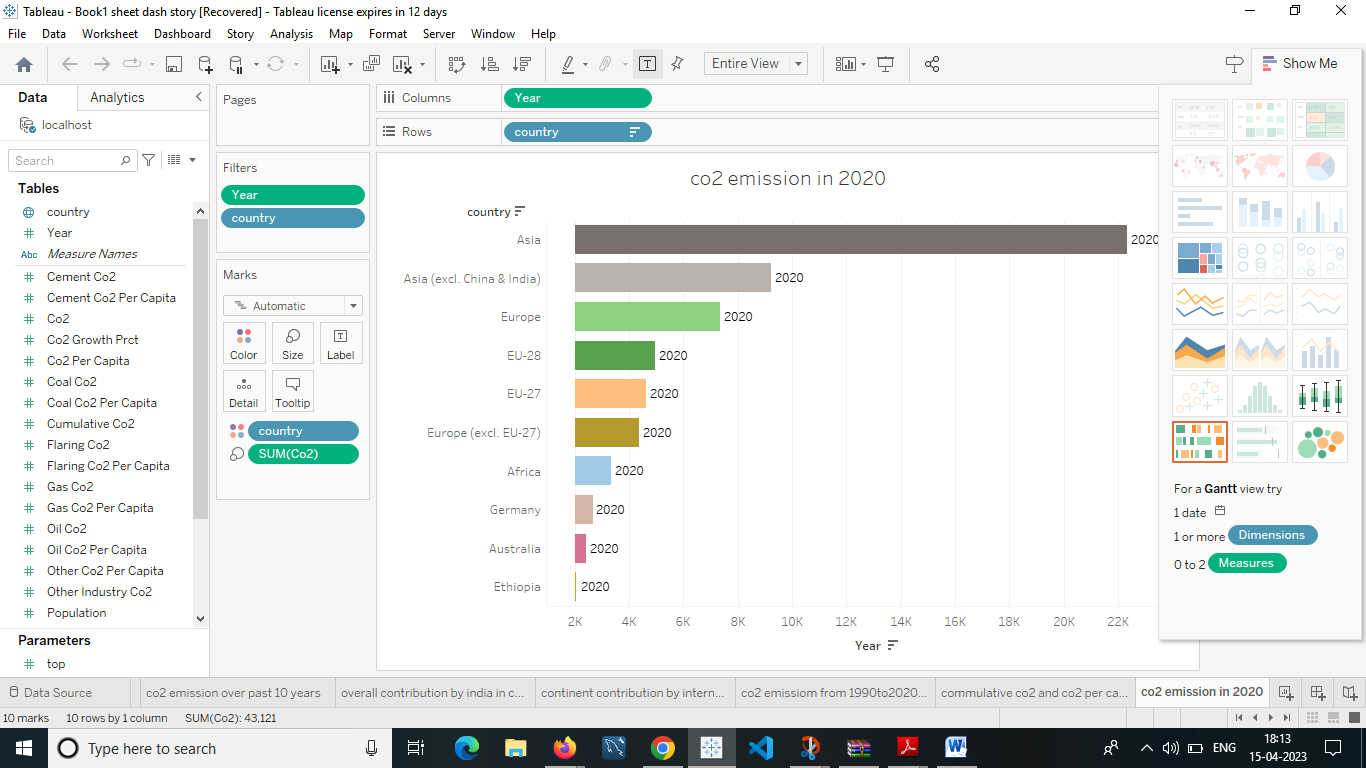 Tableau - Book1 sheet dash story [Recovered] - Tableau license expires in 12 days
File Data Worksheet Dashboard Story Analysis Map Format Server Window Help
Entire View
Show Me
Data Analytics
localhost
Search
Tables
country
Year
Abc Measure Names
Cement Co2
Cement Co2 Per Capita
Co2
Co2 Growth Prct
Co2 Per Capita
Coal Co2
Coal Co2 Per Capita
Cumulative Co2
Flaring Co2
Flaring Co2 Per Capita
Gas Co2
Gas Co2 Per Capita
Oil Co2
Oil Co2 Per Capita
Other Co2 Per Capita
Other Industry Co2
Population
Parameters
top
Pages
Filters
Year
country
Marks
Automatic
Color Size Label
Detail Tooltip
country
SUM(Co2)
Columns Year
Rows country
co2 emission in 2020
country
Asia 2020
Asia (excl. China & India) 2020
Europe 2020
EU-28 2020
EU-27 2020
Europe (excl. EU-27) 2020
Africa 2020
Germany 2020
Australia 2020
Ethiopia 2020
2K 4K 6K 8K 10K 12K 14K 16K 18K 20K 22K
Year
For a Gantt view try
1 date
1 or more Dimensions
0 to 2 Measures
Data Source co2 emission over past 10 years overall contribution by india in c... continent contribution by intern... co2 emissiom from 1990to2020... commulative co2 and co2 per ca... co2 emission in 2020
10 marks 10 rows by 1 column SUM(Co2): 43,121
Type here to search
ENG
18:13
15-04-2023